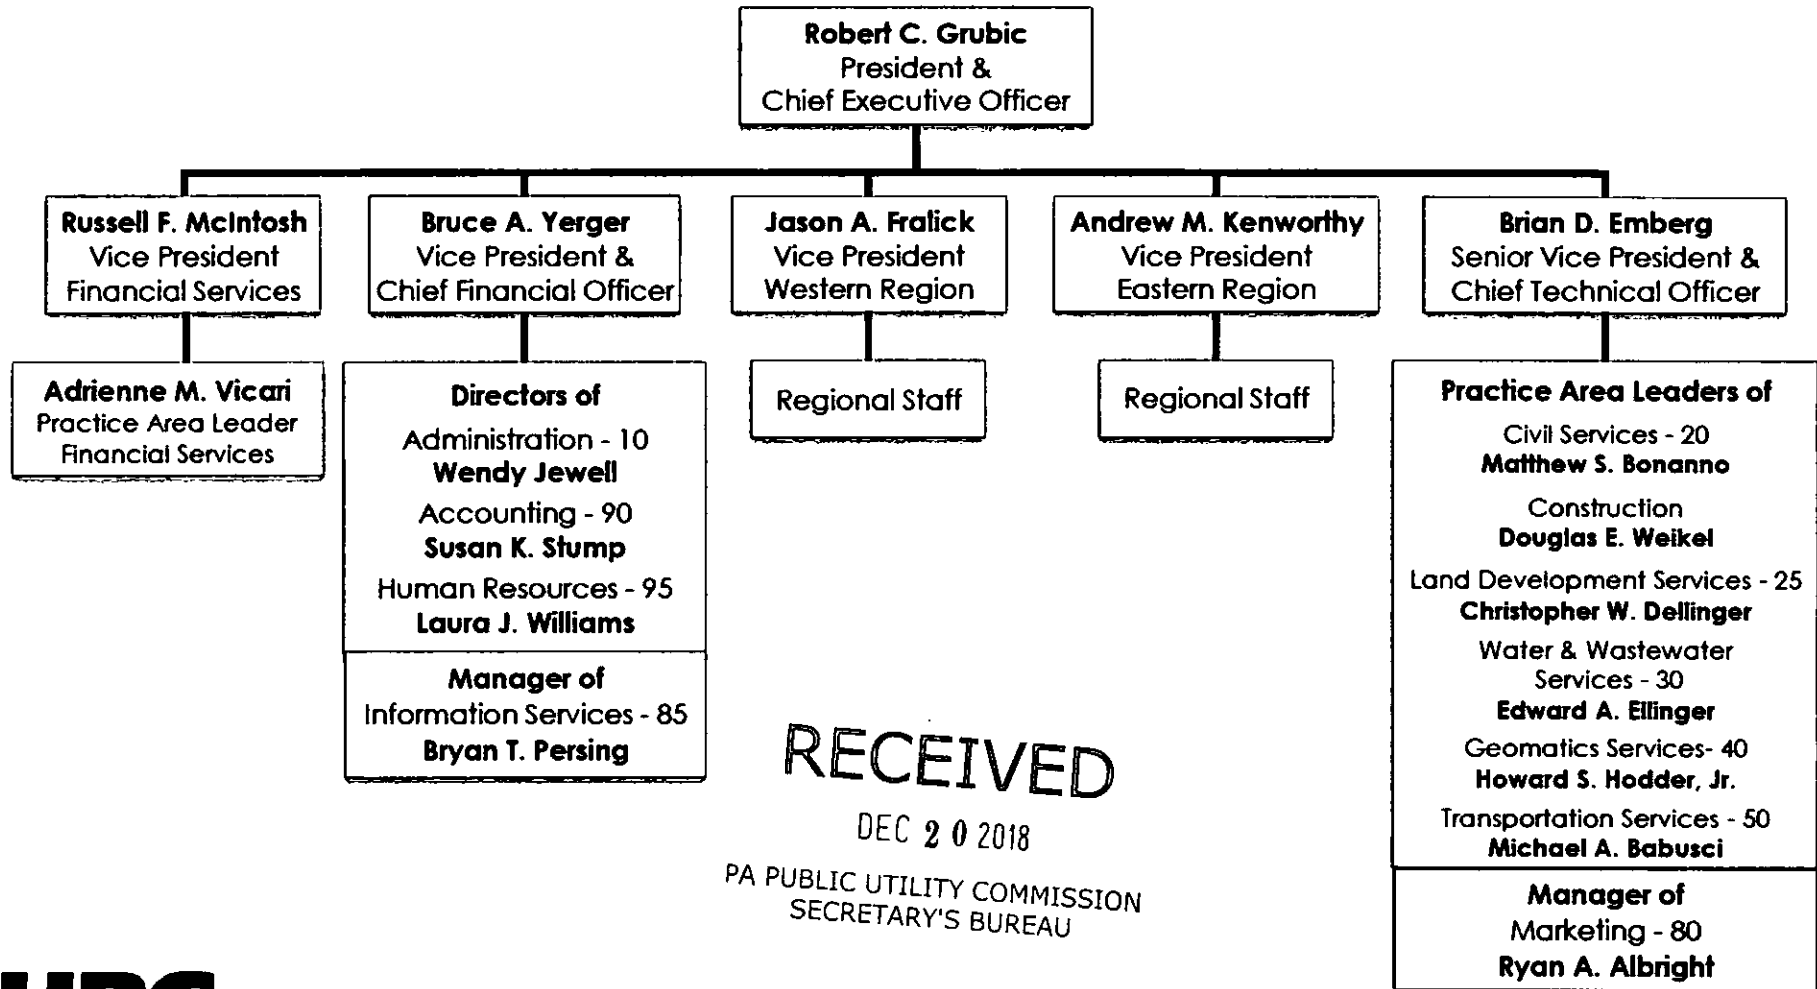 Robert C. Grubic
President &
Chief Executive Officer
Russell F. McIntosh
Vice President
Financial Services
Bruce A. Yerger
Vice President &
Chief Financial Officer
Jason A. Fralick
Vice President
Western Region
Andrew M. Kenworthy
Vice President
Eastern Region
Brian D. Emberg
Senior Vice President &
Chief Technical Officer
Adrienne M. Vicari
Practice Area Leader
Financial Services
Directors of
Administration - 10
Wendy Jewell
Accounting - 90
Susan K. Stump
Human Resources - 95
Laura J. Williams
Manager of
Information Services - 85
Bryan T. Persing
Regional Staff
Regional Staff
Practice Area Leaders of
Civil Services - 20
Matthew S. Bonanno
Construction
Douglas E. Weikel
Land Development Services - 25
Christopher W. Dellinger
Water & Wastewater
Services - 30
Edward A. Ellinger
Geomatics Services- 40
Howard S. Hodder, Jr.
Transportation Services - 50
Michael A. Babusci
Manager of
Marketing - 80
Ryan A. Albright
RECEIVED
DEC 20 2018
PA PUBLIC UTILITY COMMISSION
SECRETARY'S BUREAU